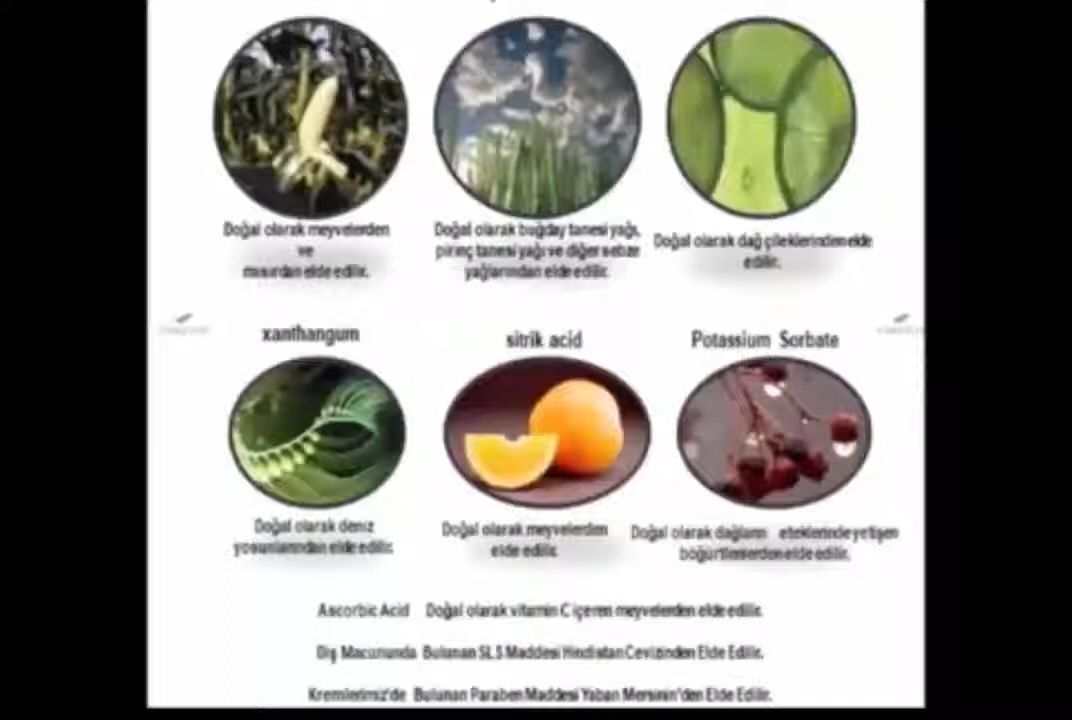 Doğal olarak meyvelerden
ve
mısırdan elde edilir.
Doğal olarak buğday tanesi yağı,
pirinç tanesi yağı ve diğer sebze
yağlarından elde edilir.
Doğal olarak dağ çileklerinden elde
edilir.
xanthangum
sitrik acid
Potassium Sorbate
Doğal olarak deniz
yosunlarından elde edilir.
Doğal olarak meyvelerden
elde edilir.
Doğal olarak dağların eteklerinde yetişen
böğürtlenlerden elde edilir.
Ascorbic Acid Doğal olarak vitamin C içeren meyvelerden elde edilir.
Diş Macununda Bulunan SLS Maddesi Hindistan Cevizinden Elde Edilir.
Kremlerimiz'de Bulunan Paraben Maddesi Yaban Mersinin'den Elde Edilir.